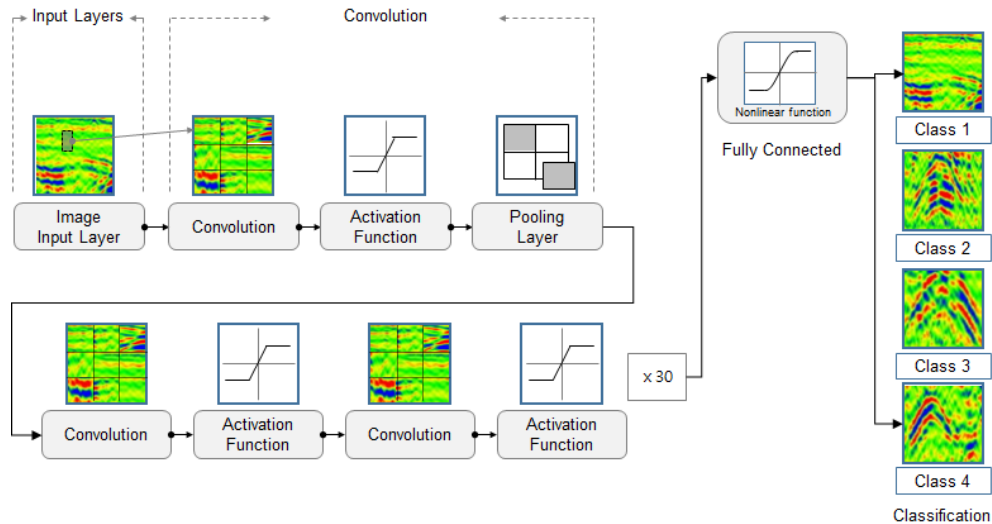 Input Layers
Convolution
Image
Input Layer
Convolution
Activation
Function
Pooling
Layer
Convolution
Activation
Function
Convolution
Activation
Function
x 30
Nonlinear function
Fully Connected
Class 1
Class 2
Class 3
Class 4
Classification